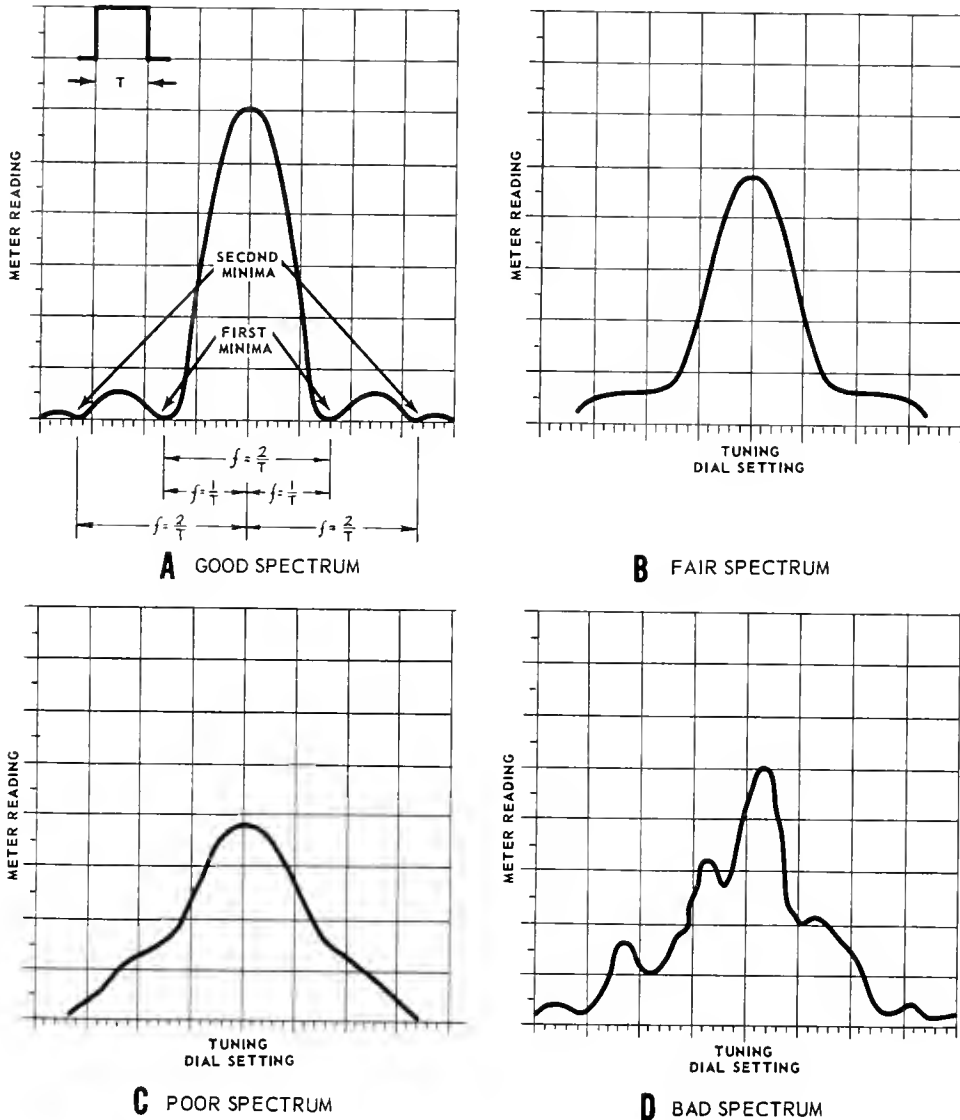 T
METER READING
SECOND
MINIMA
FIRST
MINIMA
f = 2/T
f = 1/T f = 1/T
f = 2/T f = 2/T
A GOOD SPECTRUM
METER READING
TUNING
DIAL SETTING
B FAIR SPECTRUM
METER READING
TUNING
DIAL SETTING
C POOR SPECTRUM
METER READING
TUNING
DIAL SETTING
D BAD SPECTRUM